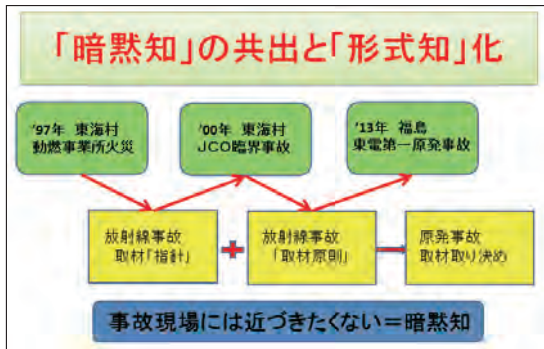 「暗黙知」の共出と「形式知」化
'97年 東海村
動燃事業所火災
'00年 東海村
JCO臨界事故
'13年 福島
東電第一原発事故
放射線事故
取材「指針」
放射線事故
「取材原則」
原発事故
取材取り決め
事故現場には近づきたくない＝暗黙知